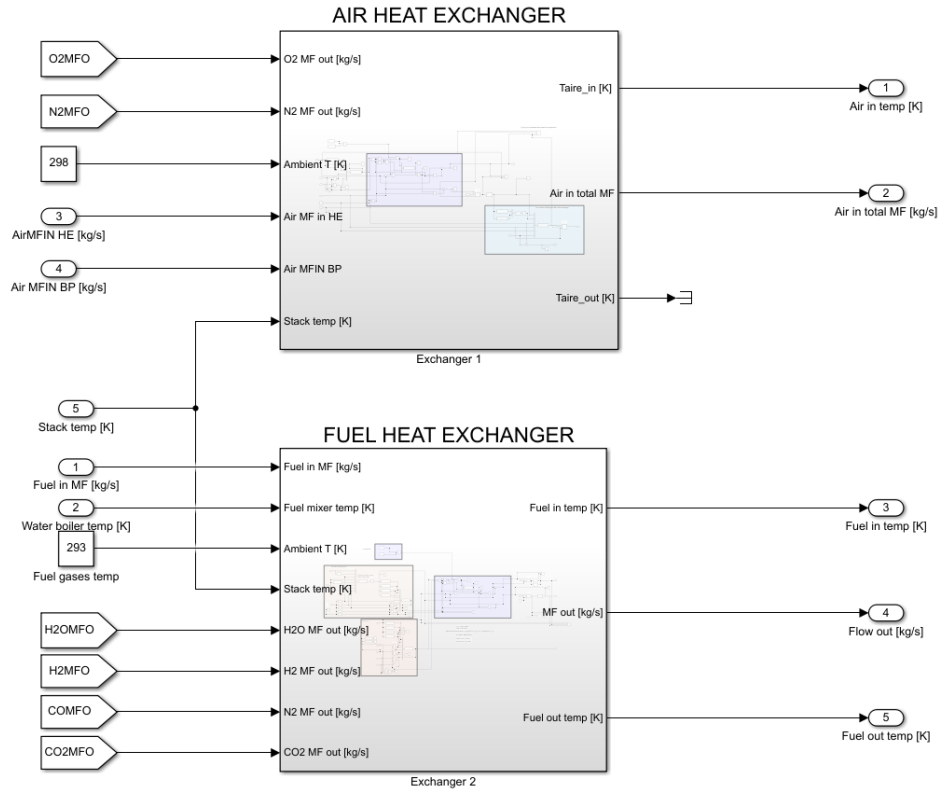 AIR HEAT EXCHANGER
O2MFO
O2 MF out [kg/s]
Taire_in [K]
1
Air in temp [K]
N2MFO
N2 MF out [kg/s]
298
Ambient T [K]
3
AirMFIN HE [kg/s]
Air MF in HE
Air in total MF
2
Air in total MF [kg/s]
4
Air MFIN BP [kg/s]
Air MFIN BP
Taire_out [K]
Stack temp [K]
Exchanger 1
5
Stack temp [K]
FUEL HEAT EXCHANGER
1
Fuel in MF [kg/s]
Fuel in MF [kg/s]
2
Water boiler temp [K]
Fuel mixer temp [K]
Fuel in temp [K]
3
Fuel in temp [K]
293
Fuel gases temp
Ambient T [K]
Stack temp [K]
H2OMFO
H2O MF out [kg/s]
MF out [kg/s]
4
Flow out [kg/s]
H2MFO
H2 MF out [kg/s]
COMFO
N2 MF out [kg/s]
Fuel out temp [K]
5
Fuel out temp [K]
CO2MFO
CO2 MF out [kg/s]
Exchanger 2